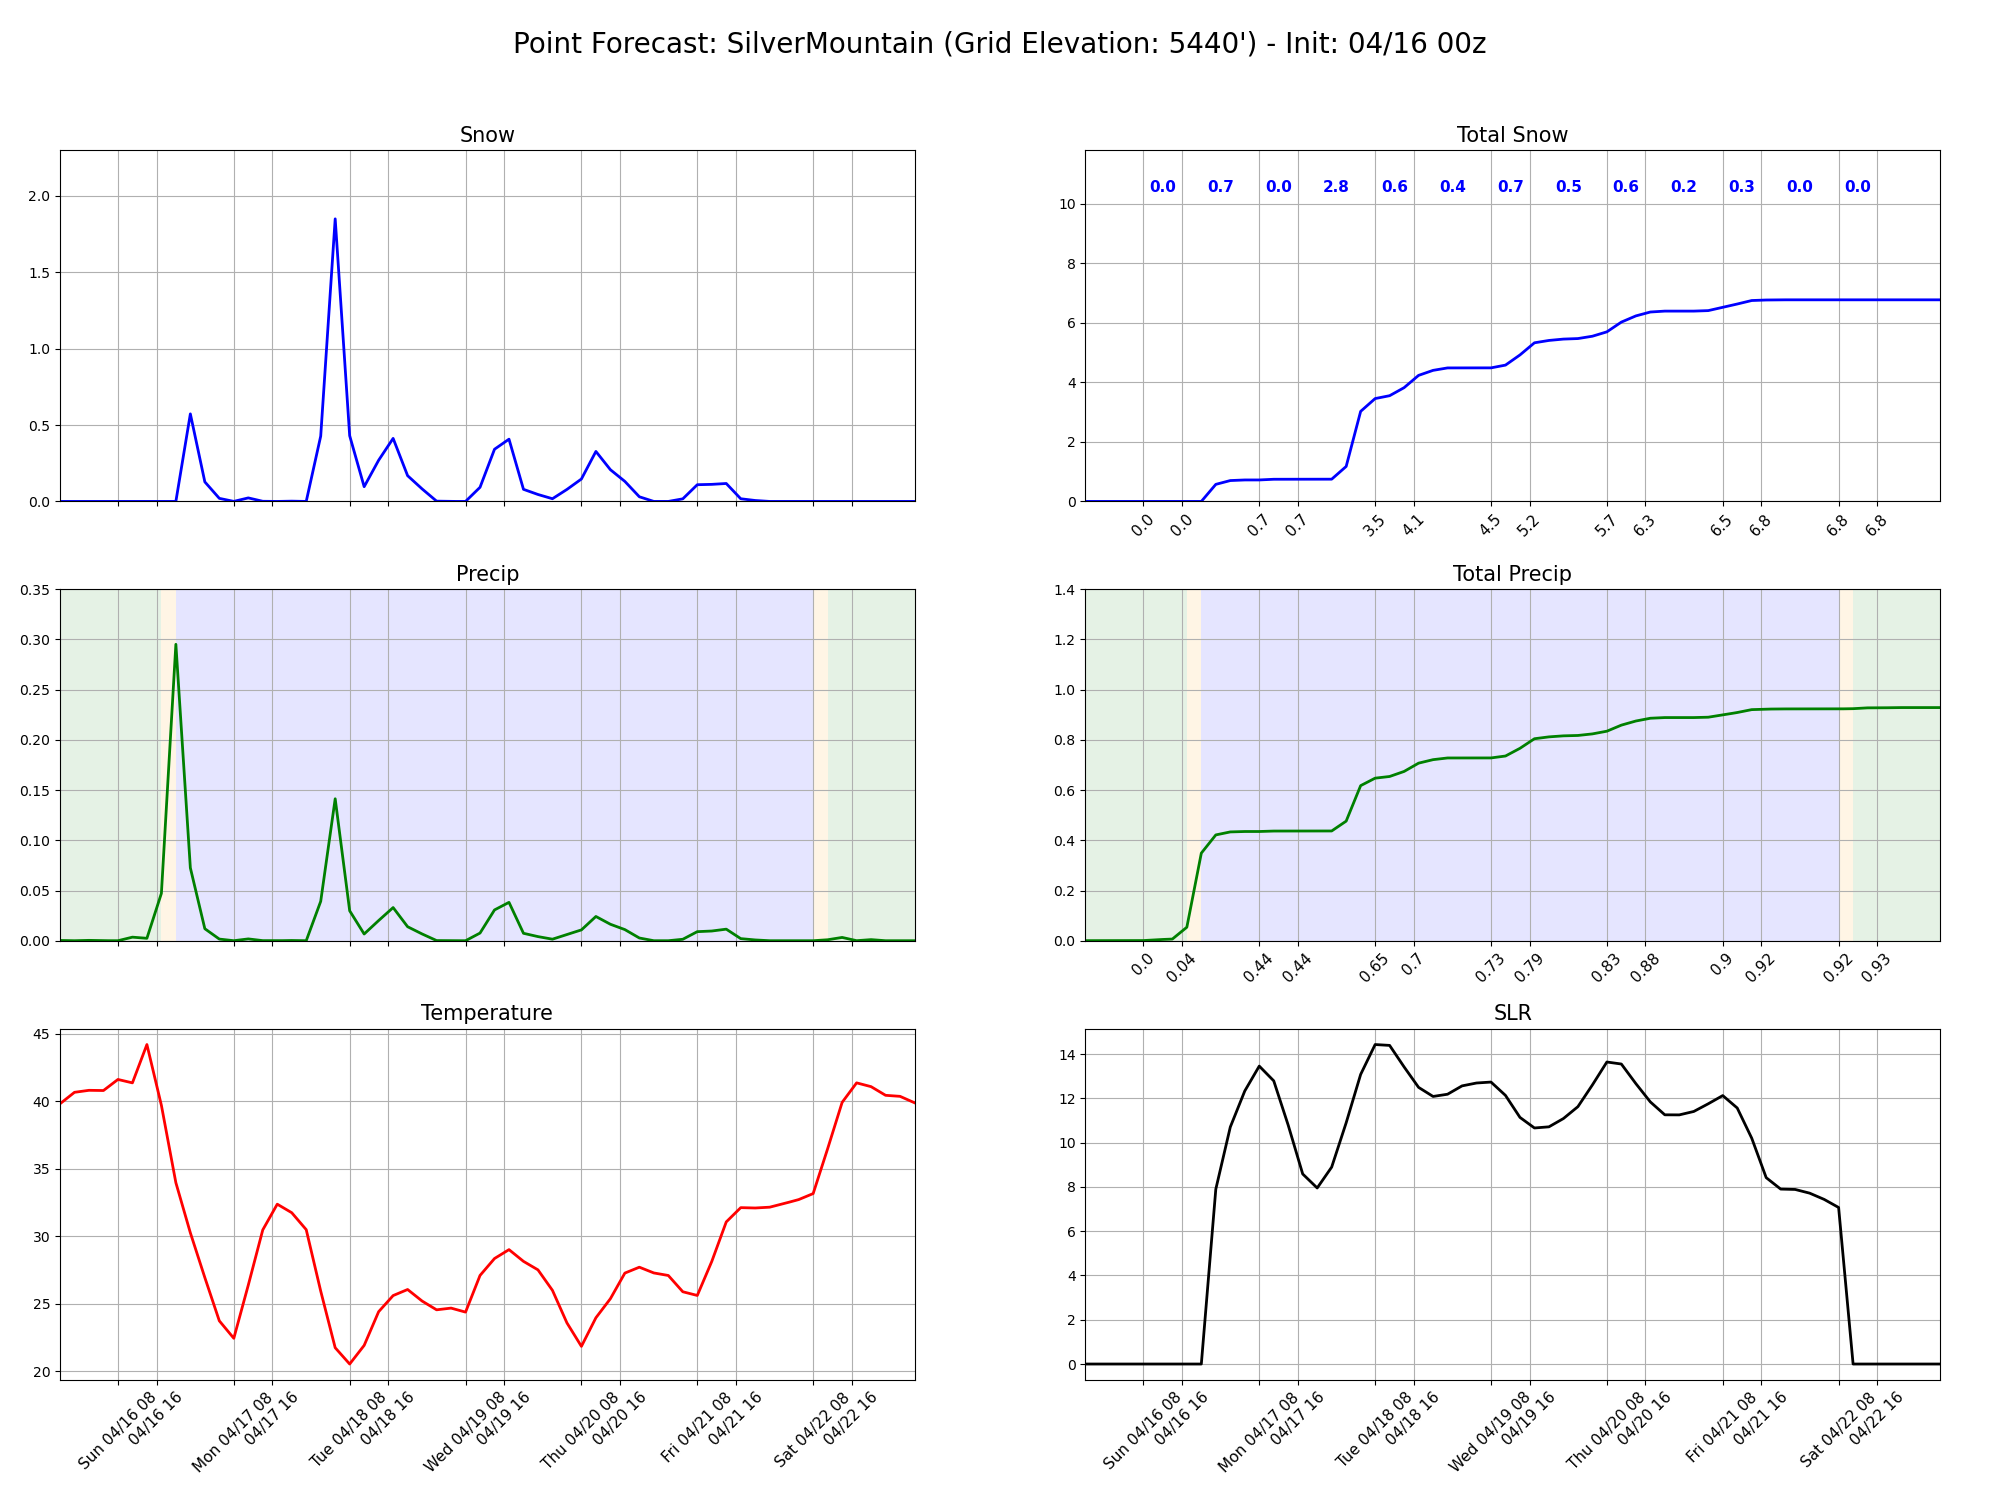 Point Forecast: SilverMountain (Grid Elevation: 5440') - Init: 04/16 00z
Snow
2.0
1.5
1.0
0.5
0.0
Total Snow
0.0 0.7 0.0 2.8 0.6 0.4 0.7 0.5 0.6 0.2 0.3 0.0 0.0
10
8
6
4
2
0
0.0 0.0 0.7 0.7 3.5 4.1 4.5 5.2 5.7 6.3 6.5 6.8 6.8 6.8
Precip
0.35
0.30
0.25
0.20
0.15
0.10
0.05
0.00
Total Precip
1.4
1.2
1.0
0.8
0.6
0.4
0.2
0.0
0.0 0.04 0.44 0.44 0.65 0.7 0.73 0.79 0.83 0.88 0.9 0.92 0.92 0.93
Temperature
45
40
35
30
25
20
Sun 04/16 08
04/16 16
Mon 04/17 08
04/17 16
Tue 04/18 08
04/18 16
Wed 04/19 08
04/19 16
Thu 04/20 08
04/20 16
Fri 04/21 08
04/21 16
Sat 04/22 08
04/22 16
SLR
14
12
10
8
6
4
2
0
Sun 04/16 08
04/16 16
Mon 04/17 08
04/17 16
Tue 04/18 08
04/18 16
Wed 04/19 08
04/19 16
Thu 04/20 08
04/20 16
Fri 04/21 08
04/21 16
Sat 04/22 08
04/22 16